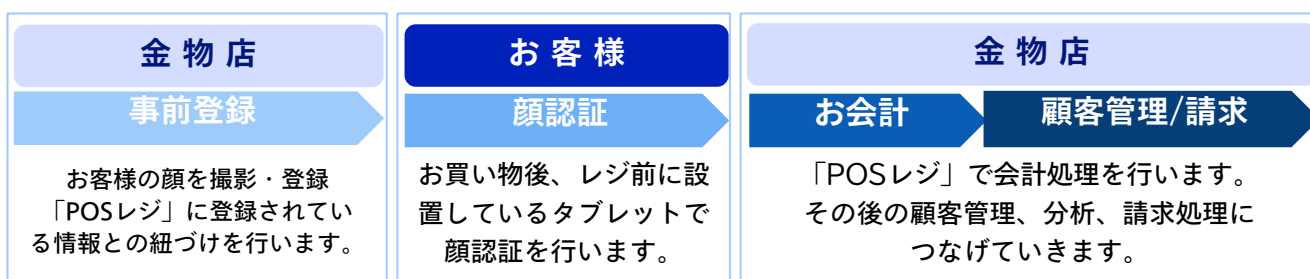 金物店
事前登録
お客様の顔を撮影・登録
「POSレジ」に登録されてい
る情報との紐づけを行います。
お客様
顔認証
お買い物後、レジ前に設
置しているタブレットで
顔認証を行います。
金物店
お会計
顧客管理/請求
「POSレジ」で会計処理を行います。
その後の顧客管理、分析、請求処理に
つなげていきます。